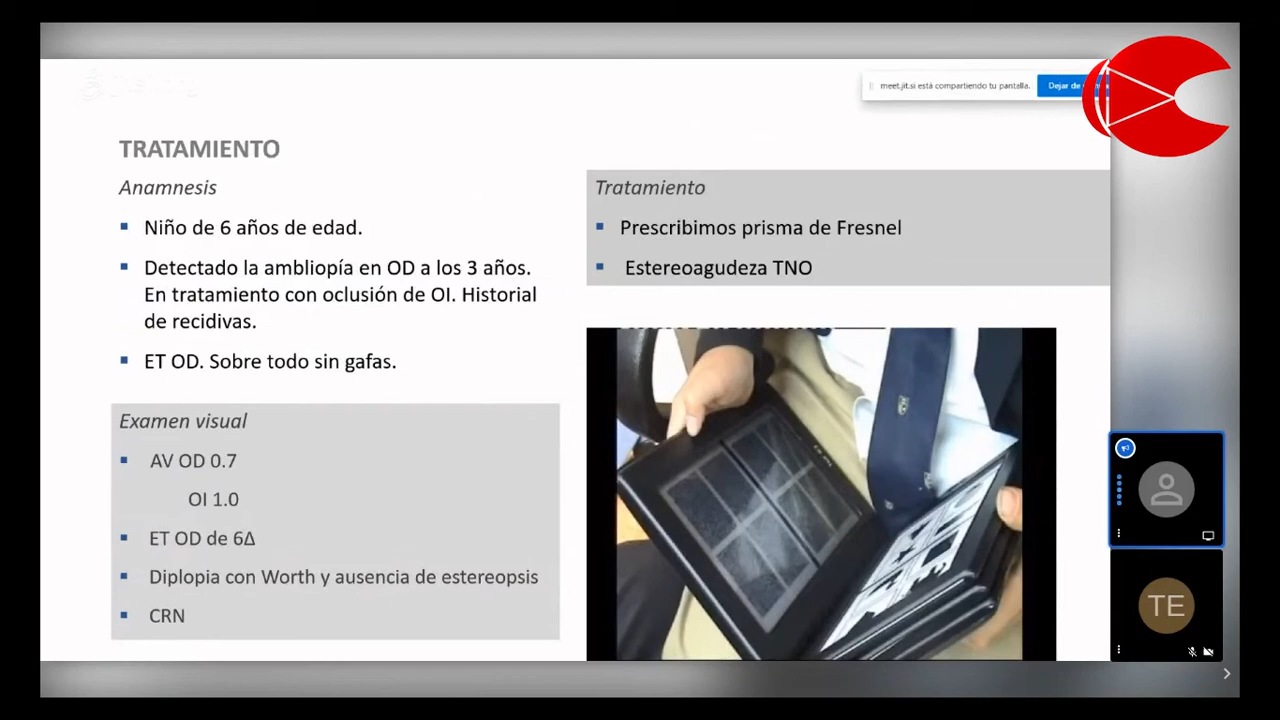 meet.jit.si está compartiendo tu pantalla.
TRATAMIENTO
Anamnesis
Niño de 6 años de edad.
Detectado la ambliopía en OD a los 3 años.
En tratamiento con oclusión de OI. Historial
de recidivas.
ET OD. Sobre todo sin gafas.
Examen visual
AV OD 0.7
OI 1.0
ET OD de 6Δ
Diplopia con Worth y ausencia de estereopsis
CRN
Tratamiento
Prescribimos prisma de Fresnel
Estereoagudeza TNO
TE